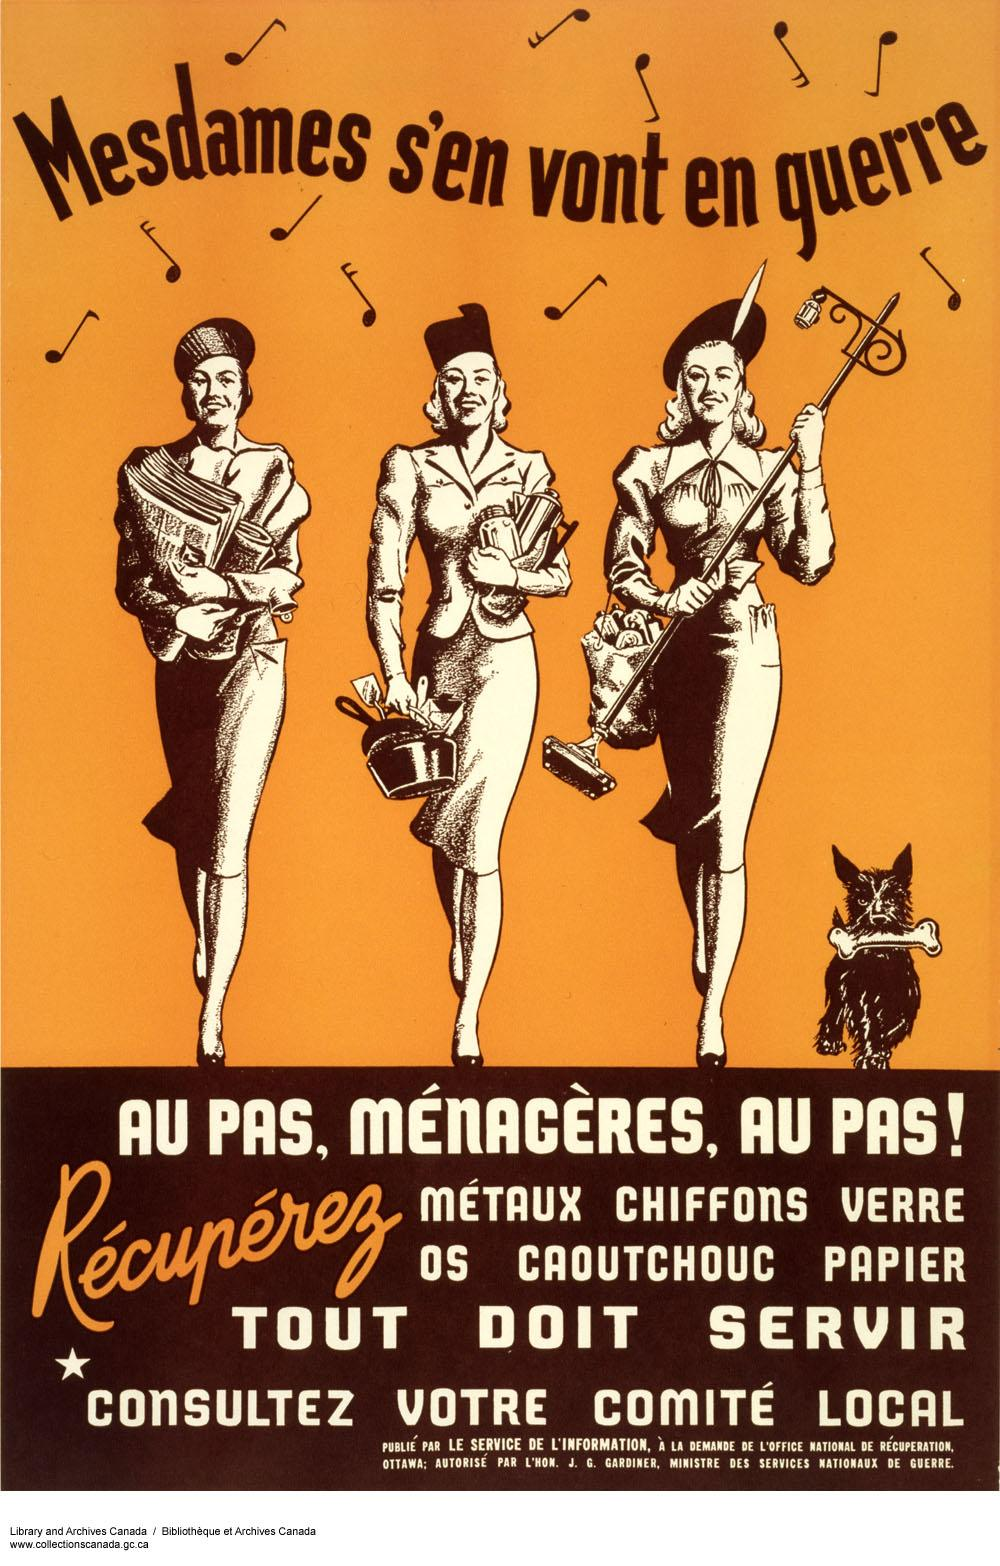 Mesdames s'en vont en guerre
AU PAS, MÉNAGÈRES, AU PAS!
Récupérez MÉTAUX CHIFFONS VERRE
OS CAOUTCHOUC PAPIER
TOUT DOIT SERVIR
CONSULTEZ VOTRE COMITÉ LOCAL
PUBLIÉ PAR LE SERVICE DE L'INFORMATION, À LA DEMANDE DE L'OFFICE NATIONAL DE RÉCUPERATION,
OTTAWA; AUTORISÉ PAR L'HON. J. G. GARDINER, MINISTRE DES SERVICES NATIONAUX DE GUERRE.
Library and Archives Canada / Bibliothèque et Archives Canada
www.collectionscanada.gc.ca